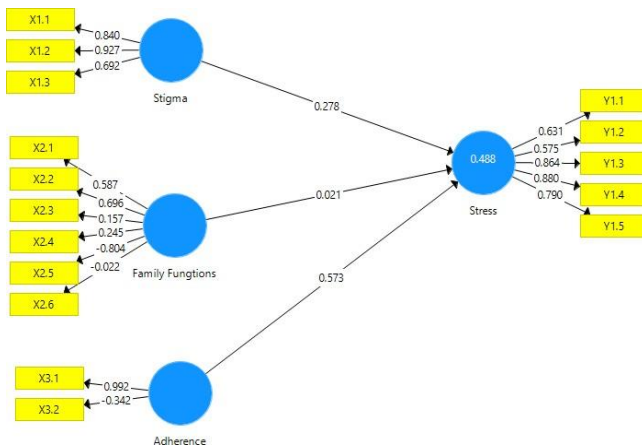 X1.1
0.840
X1.2
0.927
X1.3
0.692
Stigma
0.278
X2.1
X2.2
0.587
X2.3
0.696
0.157
X2.4
0.245
X2.5
-0.804
-0.022
X2.6
Family Fungtions
0.021
X3.1
0.992
X3.2
-0.342
Adherence
0.573
0.488
Stress
Y1.1
0.631
Y1.2
0.575
Y1.3
0.864
Y1.4
0.880
0.790
Y1.5